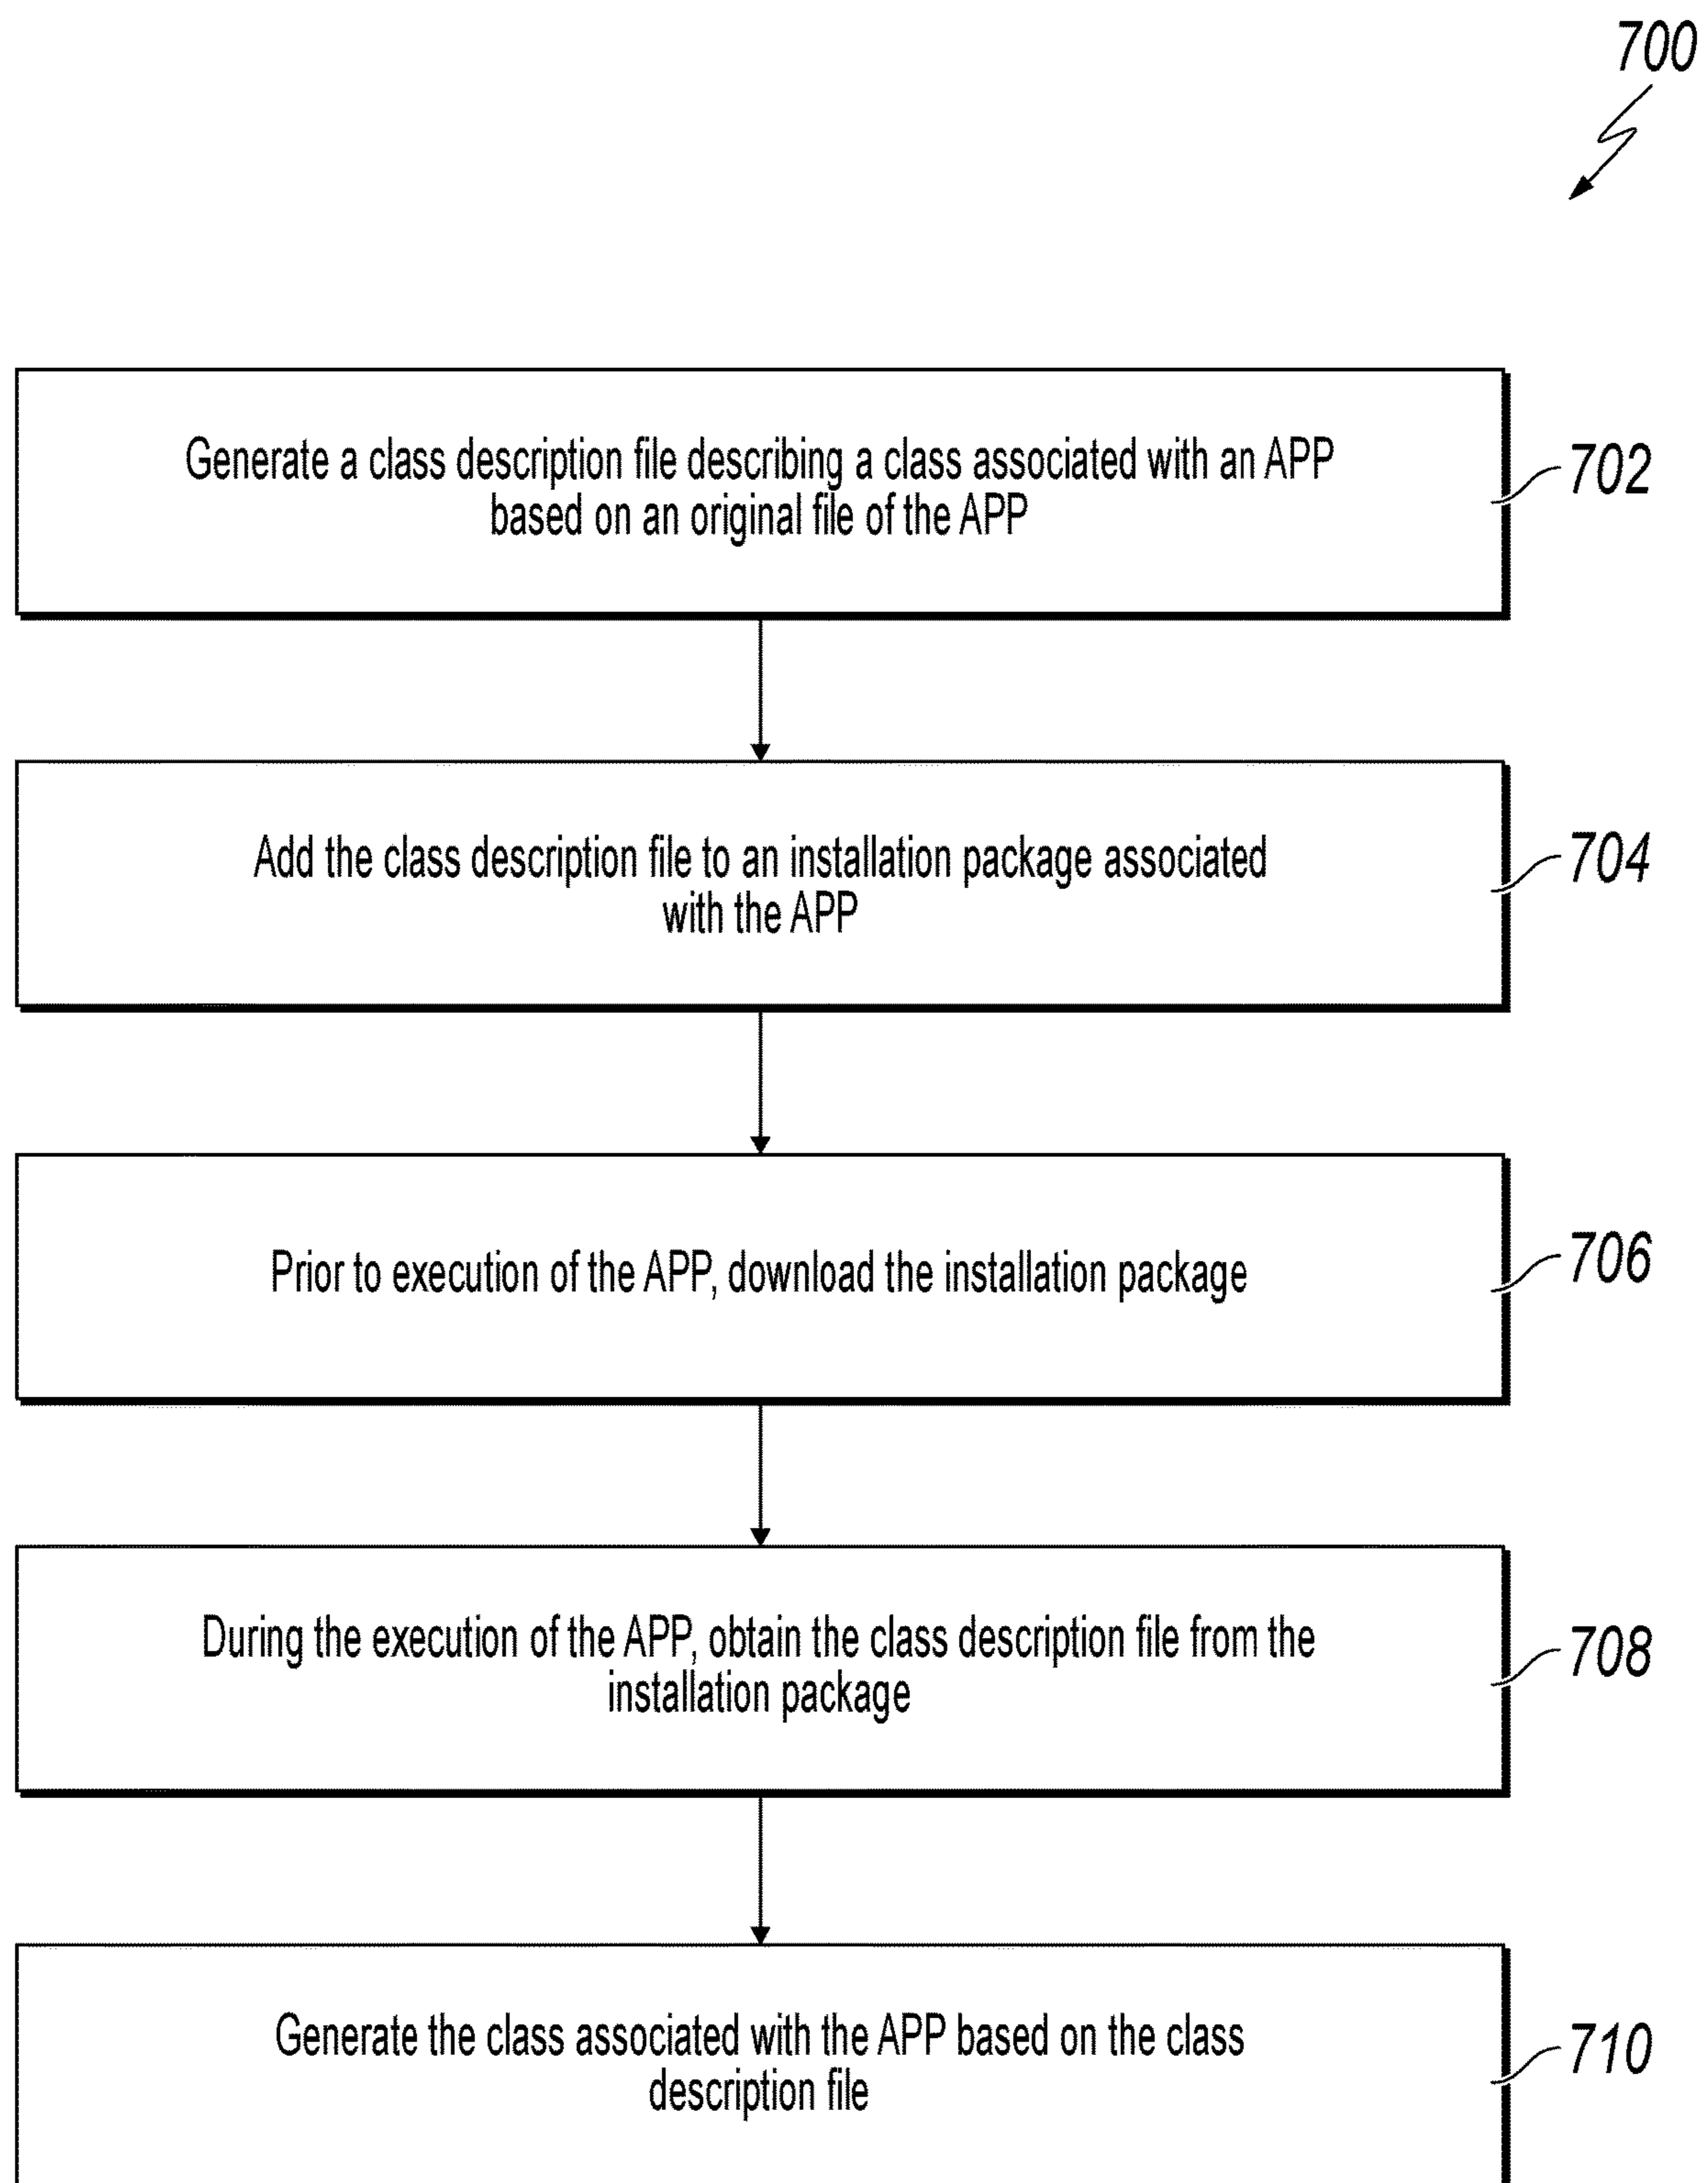 700
Generate a class description file describing a class associated with an APP
based on an original file of the APP
702
Add the class description file to an installation package associated
with the APP
704
Prior to execution of the APP, download the installation package
706
During the execution of the APP, obtain the class description file from the
installation package
708
Generate the class associated with the APP based on the class
description file
710